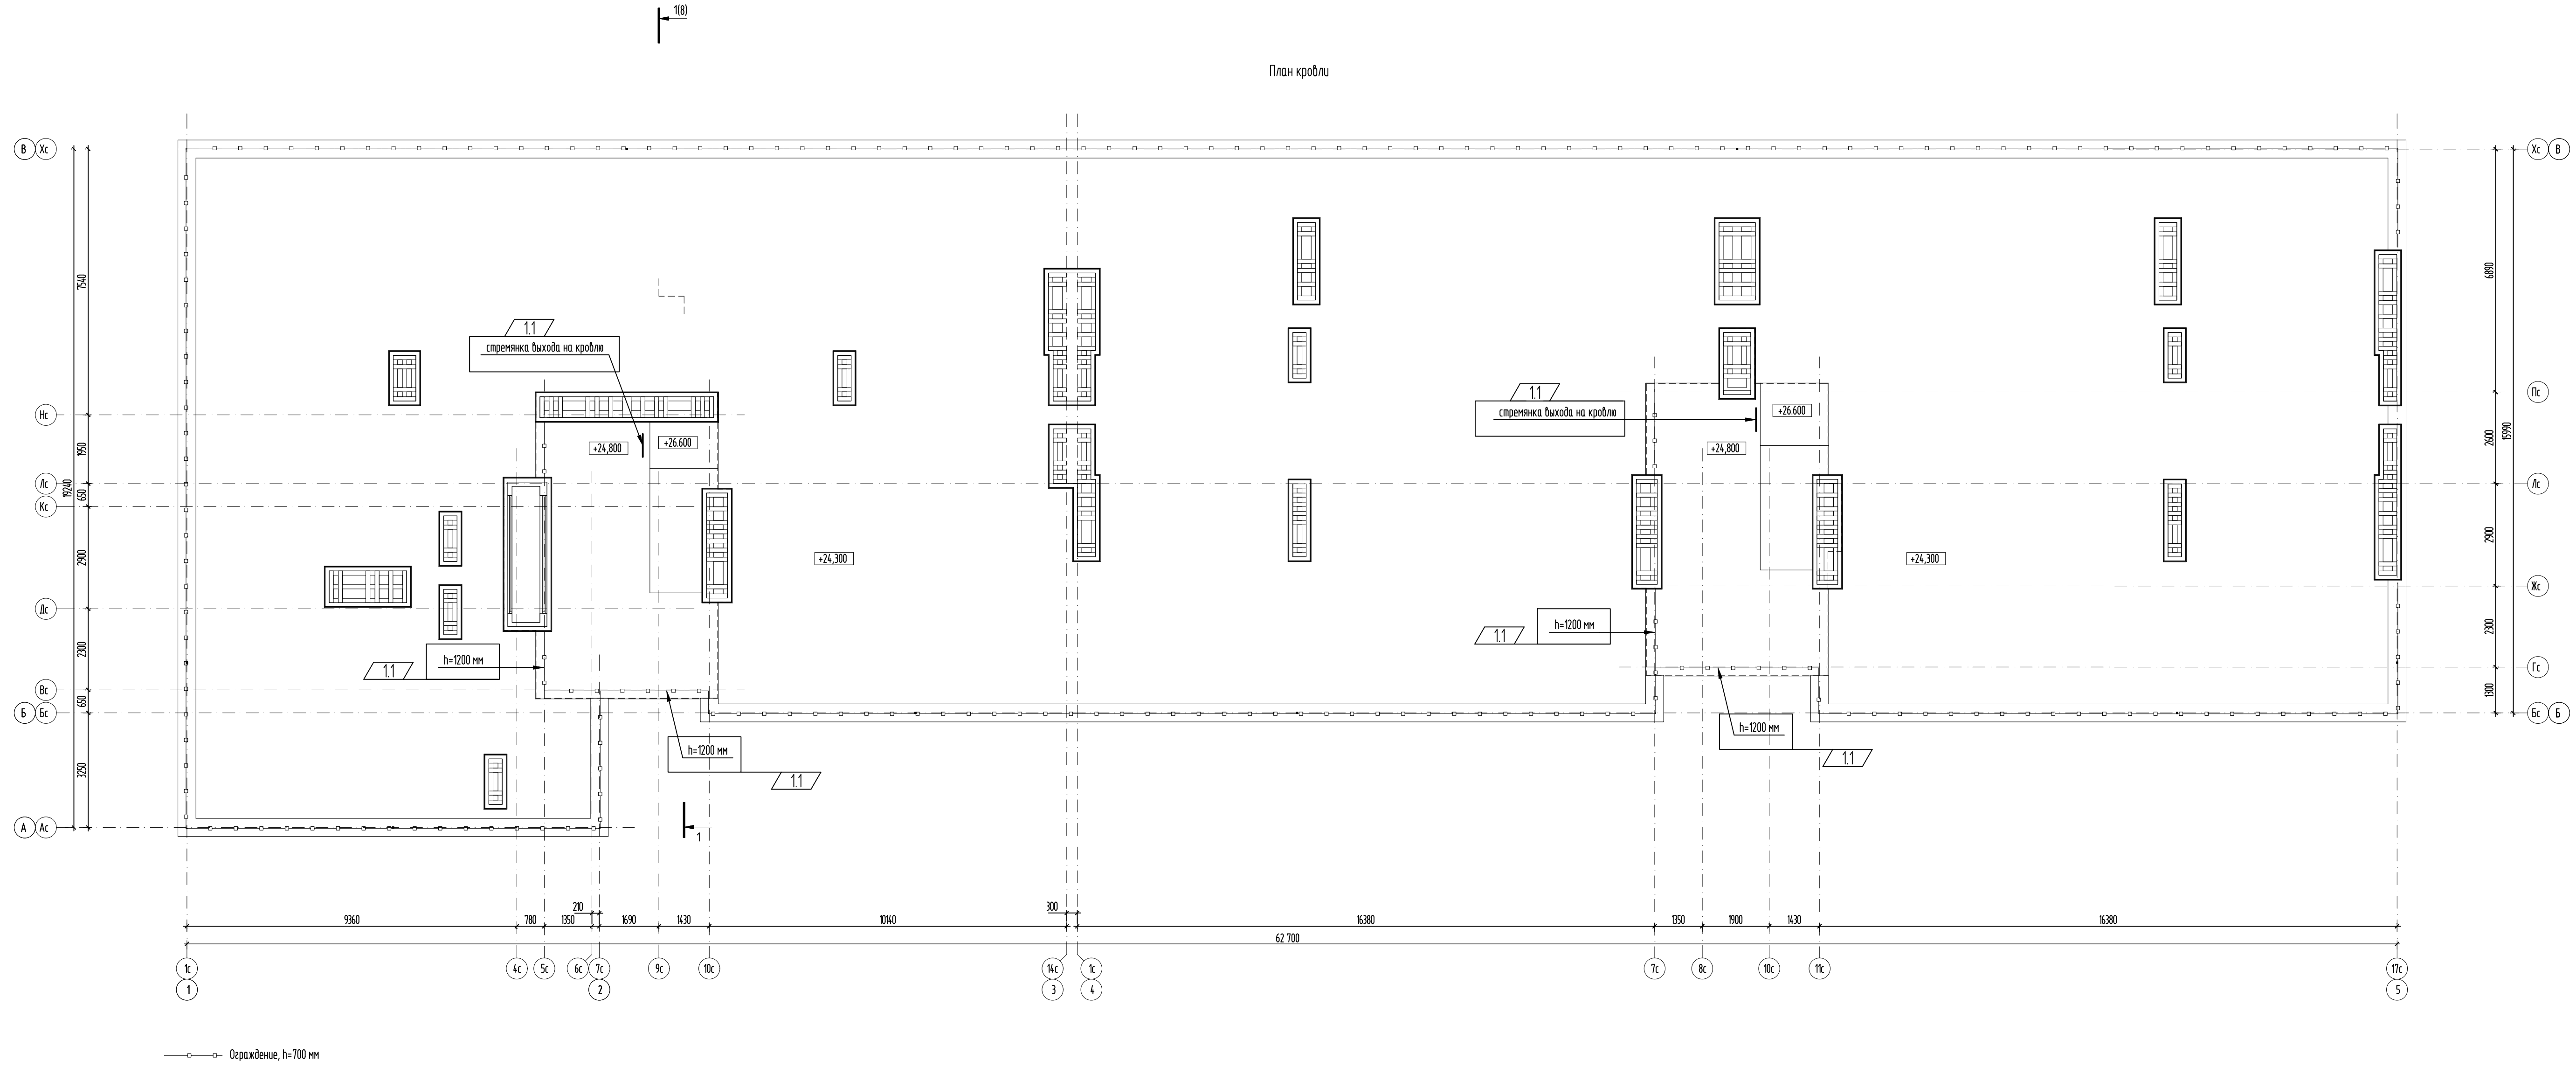 1(8)
План кровли
В Хс
Хс В
7540
6890
1.1
стремянка выхода на кровлю
1.1
стремянка выхода на кровлю
Пс
+26.600
Нс
+24,800
+26.600
+24,800
1950
2600
15990
Лс
Лс
19240
650
Кс
2900
2900
+24,300
+24,300
Жс
Дс
2300
2300
h=1200 мм
1.1
h=1200 мм
1.1
Гс
Вс
650
1300
Б Бс
Бс Б
h=1200 мм
1.1
h=1200 мм
1.1
3250
А Ас
1
210
300
9360 780 1350 1690 1430 10140 16380 1350 1900 1430 16380
62 700
1с 4с 5с 6с 7с 9с 10с 14с 1с 7с 8с 10с 11с 17с
1 2 3 4 5
Ограждение, h=700 мм